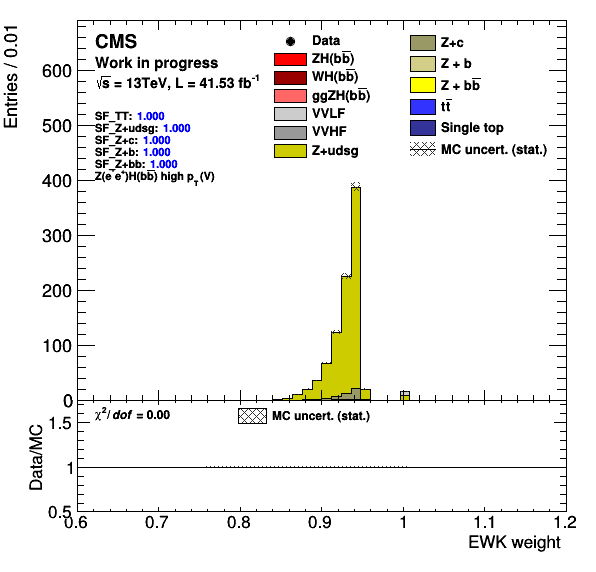 Entries / 0.01
600
500
400
300
200
100
0
CMS
Work in progress
√s = 13TeV, L = 41.53 fb⁻¹
SF_TT: 1.000
SF_Z+udsg: 1.000
SF_Z+c: 1.000
SF_Z+b: 1.000
SF_Z+bb: 1.000
Z(e⁻e⁺)H(bb̅) high p_T(V)
Data
ZH(bb̅)
WH(bb̅)
ggZH(bb̅)
VVLF
VVHF
Z+udsg
Z+c
Z + b
Z + bb̅
tt̅
Single top
MC uncert. (stat.)
χ²/dof = 0.00
MC uncert. (stat.)
Data/MC
1.5
1
0.5
0.6 0.7 0.8 0.9 1 1.1 1.2
EWK weight